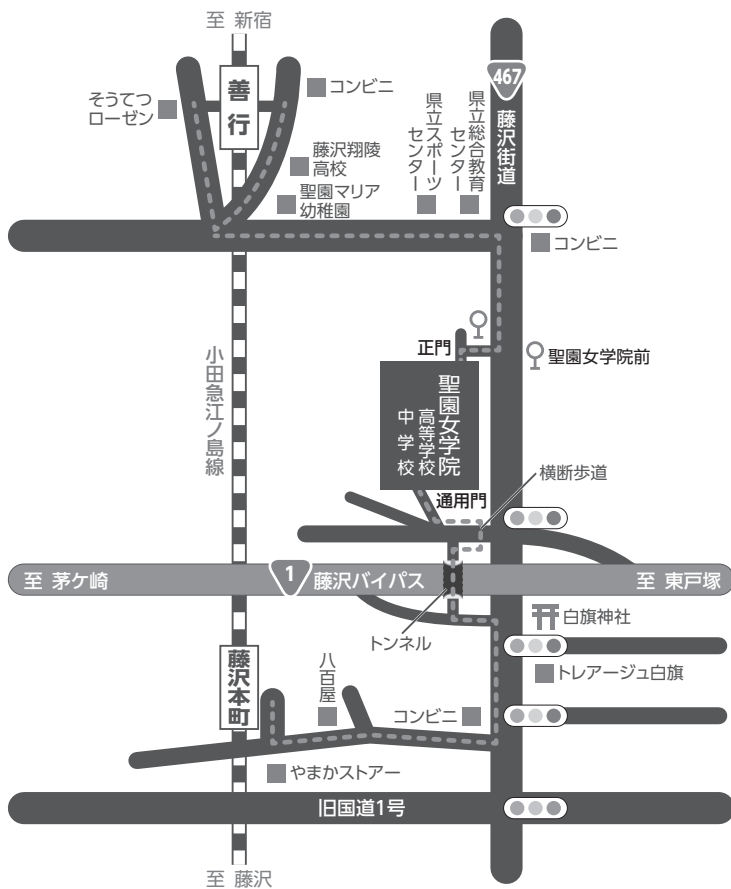 至 新宿
善行
そうてつ
ローゼン
コンビニ
藤沢翔陵
高校
聖園マリア
幼稚園
県立スポーツ
センター
県立総合教育
センター
467
藤沢街道
コンビニ
正門
聖園女学院前
聖園女学院
高等学校
中学校
小田急江ノ島線
通用門
横断歩道
至 茅ケ崎
1
藤沢バイパス
至 東戸塚
トンネル
白旗神社
トレアージュ白旗
藤沢本町
八百屋
コンビニ
やまかストアー
旧国道1号
至 藤沢